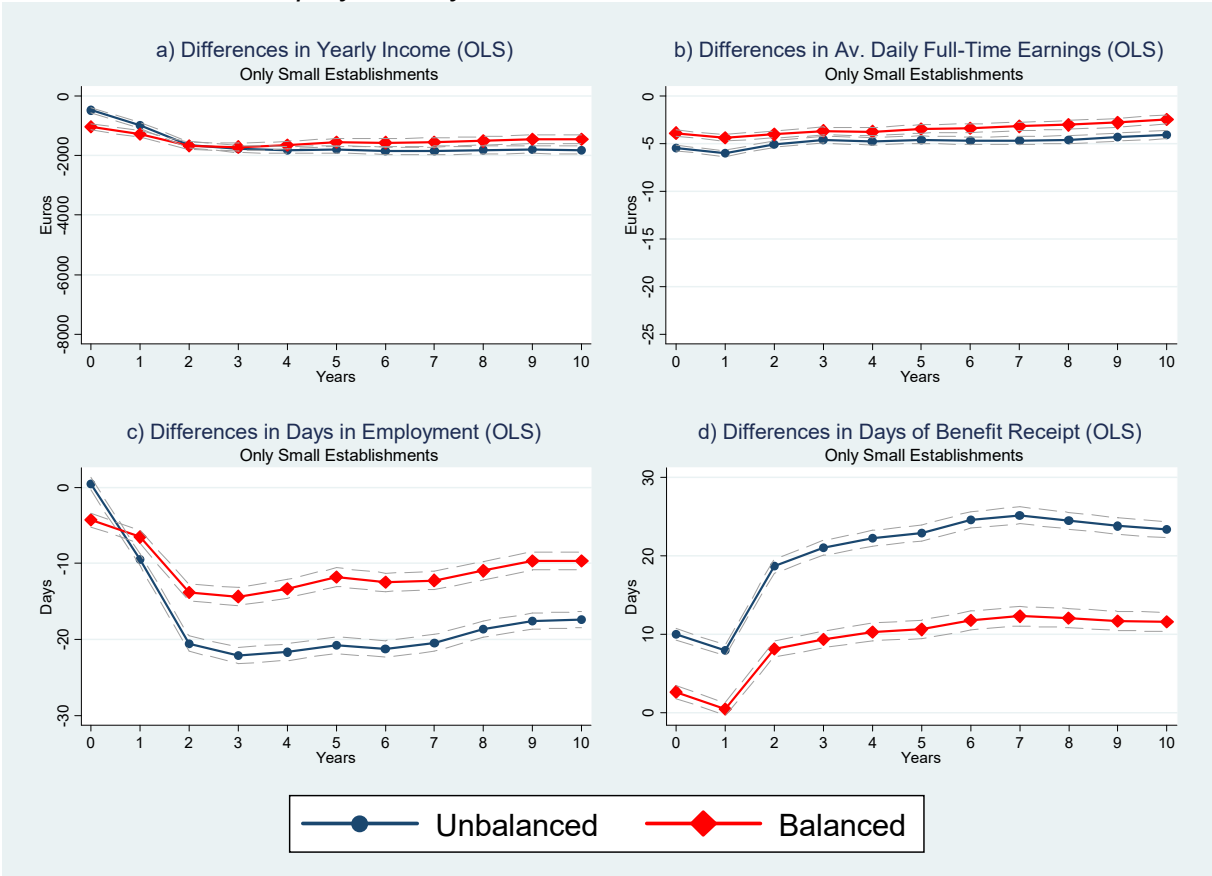 a) Differences in Yearly Income (OLS)
Only Small Establishments
Euros
0
-2000
-4000
-6000
-8000
0 1 2 3 4 5 6 7 8 9 10
Years
b) Differences in Av. Daily Full-Time Earnings (OLS)
Only Small Establishments
Euros
0
-5
-10
-15
-20
-25
0 1 2 3 4 5 6 7 8 9 10
Years
c) Differences in Days in Employment (OLS)
Only Small Establishments
Days
0
-10
-20
-30
0 1 2 3 4 5 6 7 8 9 10
Years
d) Differences in Days of Benefit Receipt (OLS)
Only Small Establishments
Days
30
20
10
0
0 1 2 3 4 5 6 7 8 9 10
Years
Unbalanced
Balanced